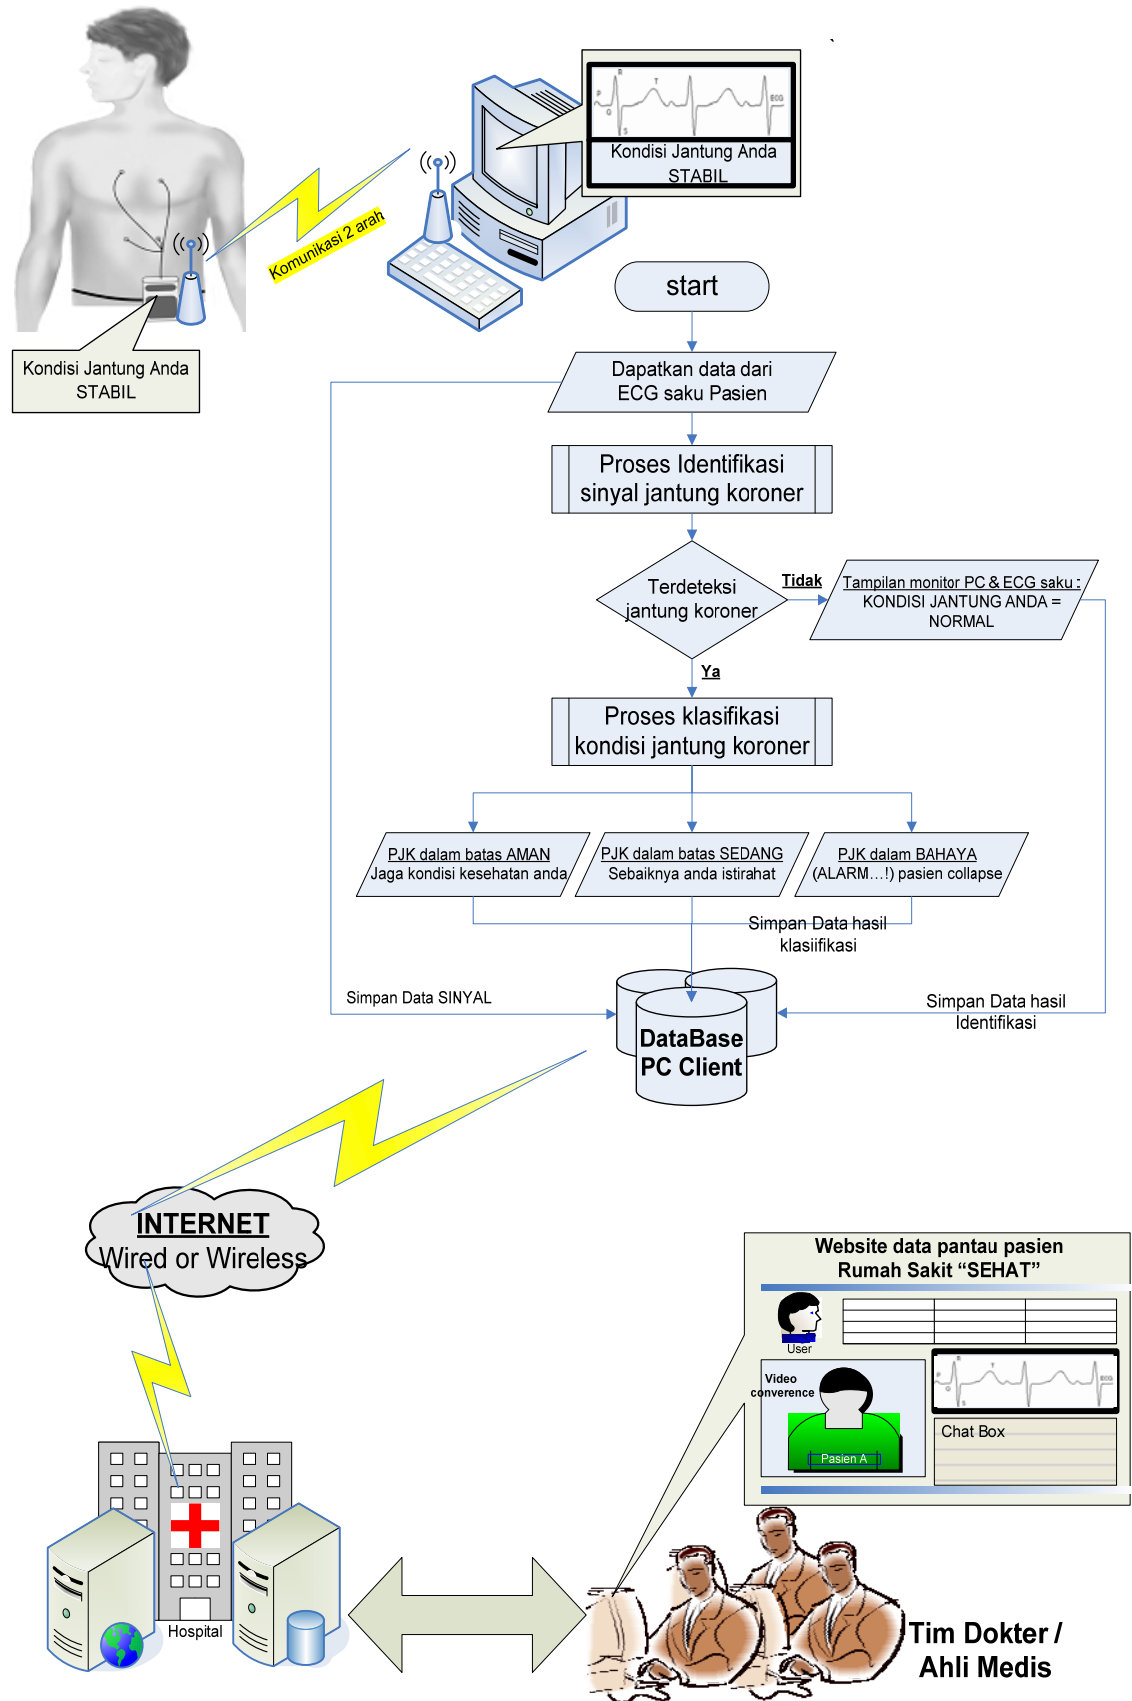 R
P
T
ECG
Q
S
Kondisi Jantung Anda
STABIL
Komunikasi 2 arah
start
Kondisi Jantung Anda
STABIL
Dapatkan data dari
ECG saku Pasien
Proses Identifikasi
sinyal jantung koroner
Terdeteksi
jantung koroner
Tidak
Tampilan monitor PC & ECG saku :
KONDISI JANTUNG ANDA =
NORMAL
Ya
Proses klasifikasi
kondisi jantung koroner
PJK dalam batas AMAN
Jaga kondisi kesehatan anda
PJK dalam batas SEDANG
Sebaiknya anda istirahat
PJK dalam BAHAYA
(ALARM...!) pasien collapse
Simpan Data hasil
klasiifikasi
Simpan Data SINYAL
Simpan Data hasil
Identifikasi
DataBase
PC Client
INTERNET
Wired or Wireless
Website data pantau pasien
Rumah Sakit “SEHAT”
User
Video
converence
Pasien A
R
P
T
ECG
Q
S
Chat Box
Hospital
Tim Dokter /
Ahli Medis